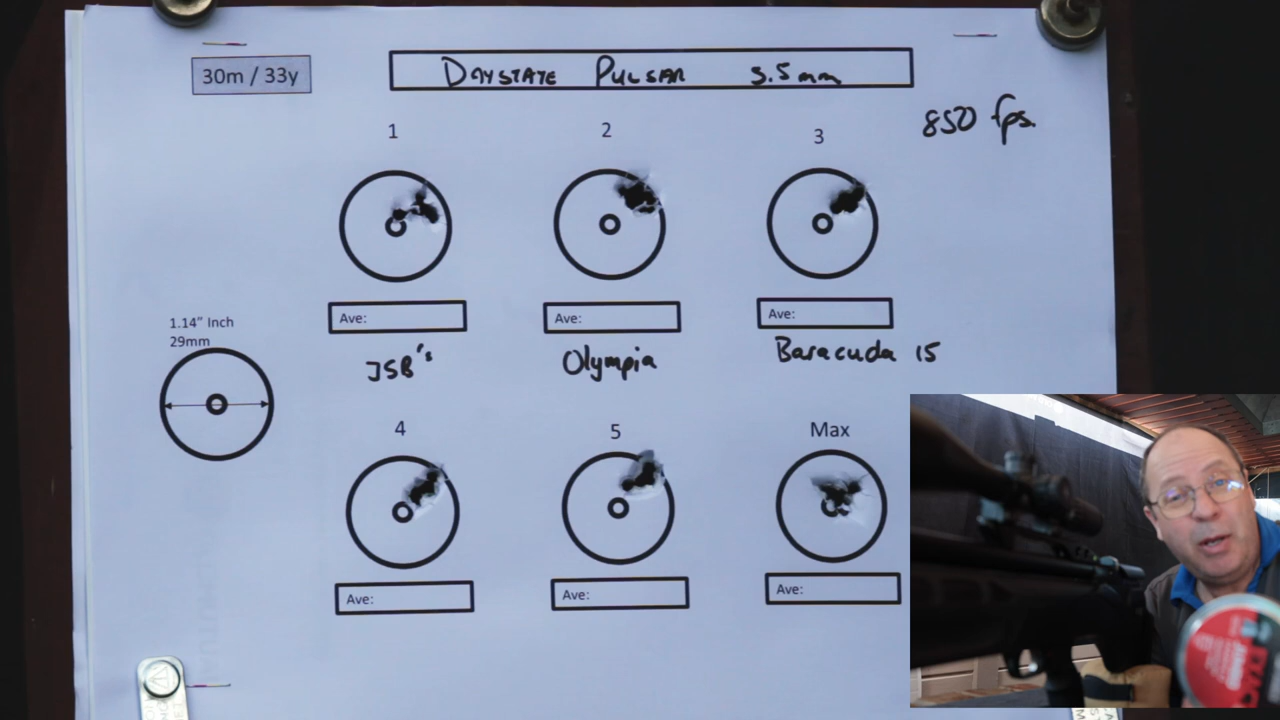 30m / 33y
DAYSTATE PULSAR 5.5mm
850 fps.
1 2 3
Ave: Ave: Ave:
JSB's Olympia Baracuda 15
1.14" Inch
29mm
4 5 Max
Ave: Ave: Ave:
EXACT